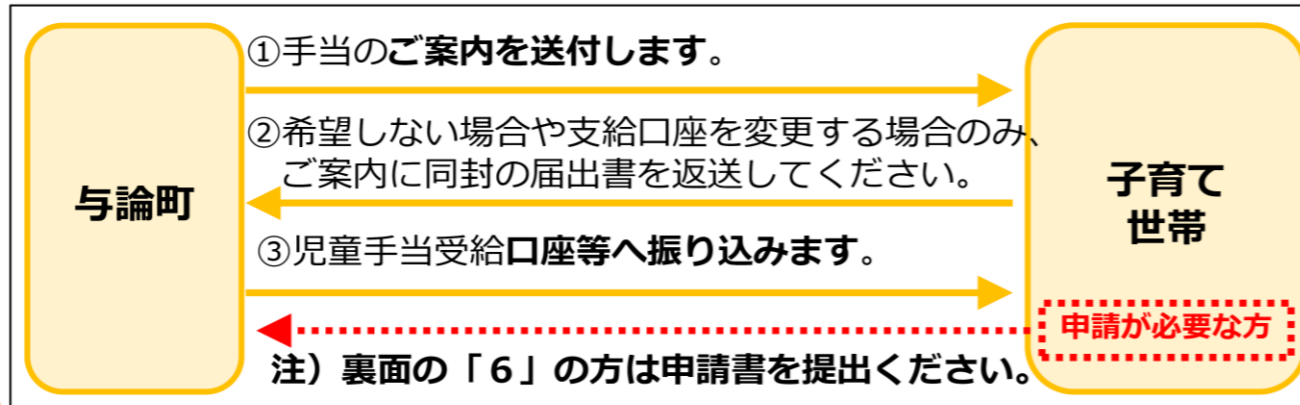 与論町
①手当のご案内を送付します。
②希望しない場合や支給口座を変更する場合のみ、
ご案内に同封の届出書を返送してください。
③児童手当受給口座等へ振り込みます。
注）裏面の「６」の方は申請書を提出ください。
子育て
世帯
申請が必要な方